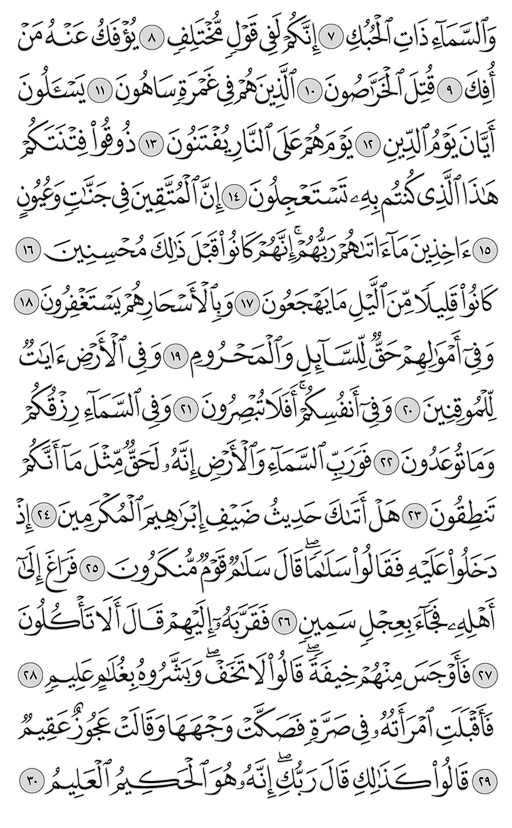 وَٱلسَّمَآءِ ذَاتِ ٱلْحُبُكِ ٧ إِنَّكُمْ لَفِى قَوْلٍ مُّخْتَلِفٍ ٨ يُؤْفَكُ عَنْهُ مَنْ
أُفِكَ ٩ قُتِلَ ٱلْخَرَّٰصُونَ ١٠ ٱلَّذِينَ هُمْ فِى غَمْرَةٍ سَاهُونَ ١١ يَسْـَٔلُونَ
أَيَّانَ يَوْمُ ٱلدِّينِ ١٢ يَوْمَ هُمْ عَلَى ٱلنَّارِ يُفْتَنُونَ ١٣ ذُوقُوا۟ فِتْنَتَكُمْ
هَٰذَا ٱلَّذِى كُنتُم بِهِۦ تَسْتَعْجِلُونَ ١٤ إِنَّ ٱلْمُتَّقِينَ فِى جَنَّٰتٍ وَعُيُونٍ
١٥ ءَاخِذِينَ مَآ ءَاتَىٰهُمْ رَبُّهُمْ ۚ إِنَّهُمْ كَانُوا۟ قَبْلَ ذَٰلِكَ مُحْسِنِينَ ١٦
كَانُوا۟ قَلِيلًا مِّنَ ٱلَّيْلِ مَا يَهْجَعُونَ ١٧ وَبِٱلْأَسْحَارِ هُمْ يَسْتَغْفِرُونَ ١٨
وَفِىٓ أَمْوَٰلِهِمْ حَقٌّ لِّلسَّآئِلِ وَٱلْمَحْرُومِ ١٩ وَفِى ٱلْأَرْضِ ءَايَٰتٌ
لِّلْمُوقِنِينَ ٢٠ وَفِىٓ أَنفُسِكُمْ ۚ أَفَلَا تُبْصِرُونَ ٢١ وَفِى ٱلسَّمَآءِ رِزْقُكُمْ
وَمَا تُوعَدُونَ ٢٢ فَوَرَبِّ ٱلسَّمَآءِ وَٱلْأَرْضِ إِنَّهُۥ لَحَقٌّ مِّثْلَ مَآ أَنَّكُمْ
تَنطِقُونَ ٢٣ هَلْ أَتَىٰكَ حَدِيثُ ضَيْفِ إِبْرَٰهِيمَ ٱلْمُكْرَمِينَ ٢٤ إِذْ
دَخَلُوا۟ عَلَيْهِ فَقَالُوا۟ سَلَٰمًا ۖ قَالَ سَلَٰمٌ قَوْمٌ مُّنكَرُونَ ٢٥ فَرَاغَ إِلَىٰٓ
أَهْلِهِۦ فَجَآءَ بِعِجْلٍ سَمِينٍ ٢٦ فَقَرَّبَهُۥٓ إِلَيْهِمْ قَالَ أَلَا تَأْكُلُونَ
٢٧ فَأَوْجَسَ مِنْهُمْ خِيفَةً ۖ قَالُوا۟ لَا تَخَفْ ۖ وَبَشَّرُوهُ بِغُلَٰمٍ عَلِيمٍ ٢٨
فَأَقْبَلَتِ ٱمْرَأَتُهُۥ فِى صَرَّةٍ فَصَكَّتْ وَجْهَهَا وَقَالَتْ عَجُوزٌ عَقِيمٌ
٢٩ قَالُوا۟ كَذَٰلِكِ قَالَ رَبُّكِ ۖ إِنَّهُۥ هُوَ ٱلْحَكِيمُ ٱلْعَلِيمُ ٣٠